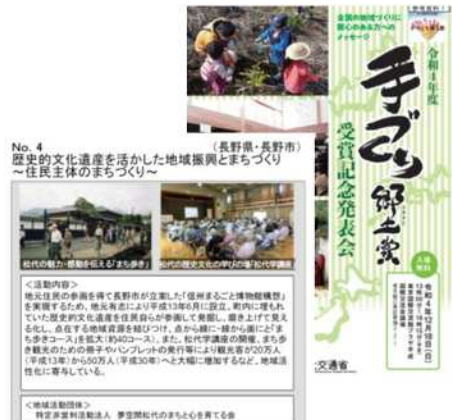 全国の地域づくりに
関心のある方への
メッセージ
令和4年度
手づくり郷土賞
受賞記念発表会
入場
無料
令和4年12月18日(日)
交通省
No. 4
(長野県・長野市)
歴史的文化遺産を活かした地域振興とまちづくり
～住民主体のまちづくり～
松代の魅力・感動を伝える「まち歩き」
松代の歴史文化の学びの場「松代学講座」
<活動内容>
地元住民の参画を得て長野市が立案した「信州まるごと博物館構想」
を実現するため、地元有志により平成13年6月に設立。町内に埋もれ
ていた歴史的文化遺産を住民自らが参画して発掘し、磨き上げて見え
る化し、点在する地域資源を結びつけ、点から線に・線から面にと「ま
ち歩きコース」を拡大(約40コース)。また、松代学講座の開催、まち歩
き観光のための冊子やパンフレットの発行等により観光客が20万人
(平成13年)から50万人(平成30年)へと大幅に増加するなど、地域活
性化に寄与している。
<地域活動団体>
特定非営利活動法人 夢空間松代のまちと心を育てる会